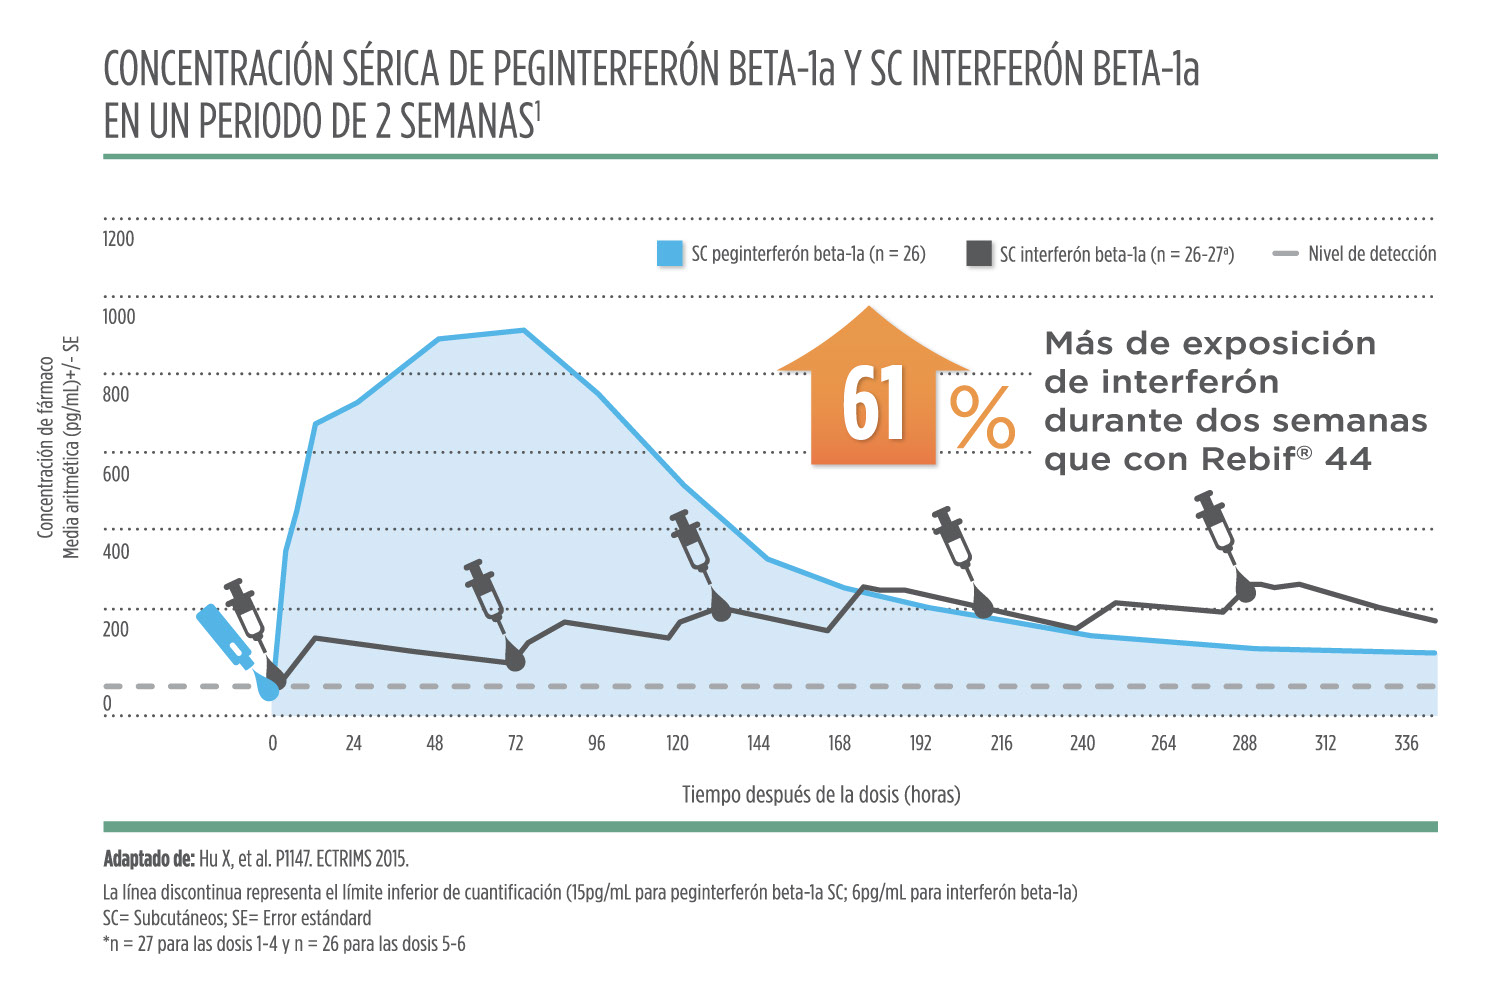 CONCENTRACIÓN SÉRICA DE PEGINTERFERÓN BETA-1a Y SC INTERFERÓN BETA-1a
EN UN PERIODO DE 2 SEMANAS¹
1200
SC peginterferón beta-1a (n = 26)
SC interferón beta-1a (n = 26-27ª)
Nivel de detección
1000
800
600
400
200
0
Concentración de fármaco
Media aritmética (pg/mL)+/- SE
61
%
Más de exposición
de interferón
durante dos semanas
que con Rebif® 44
0 24 48 72 96 120 144 168 192 216 240 264 288 312 336
Tiempo después de la dosis (horas)
Adaptado de: Hu X, et al. P1147. ECTRIMS 2015.
La línea discontinua representa el límite inferior de cuantificación (15pg/mL para peginterferón beta-1a SC; 6pg/mL para interferón beta-1a)
SC= Subcutáneos; SE= Error estándard
*n = 27 para las dosis 1-4 y n = 26 para las dosis 5-6